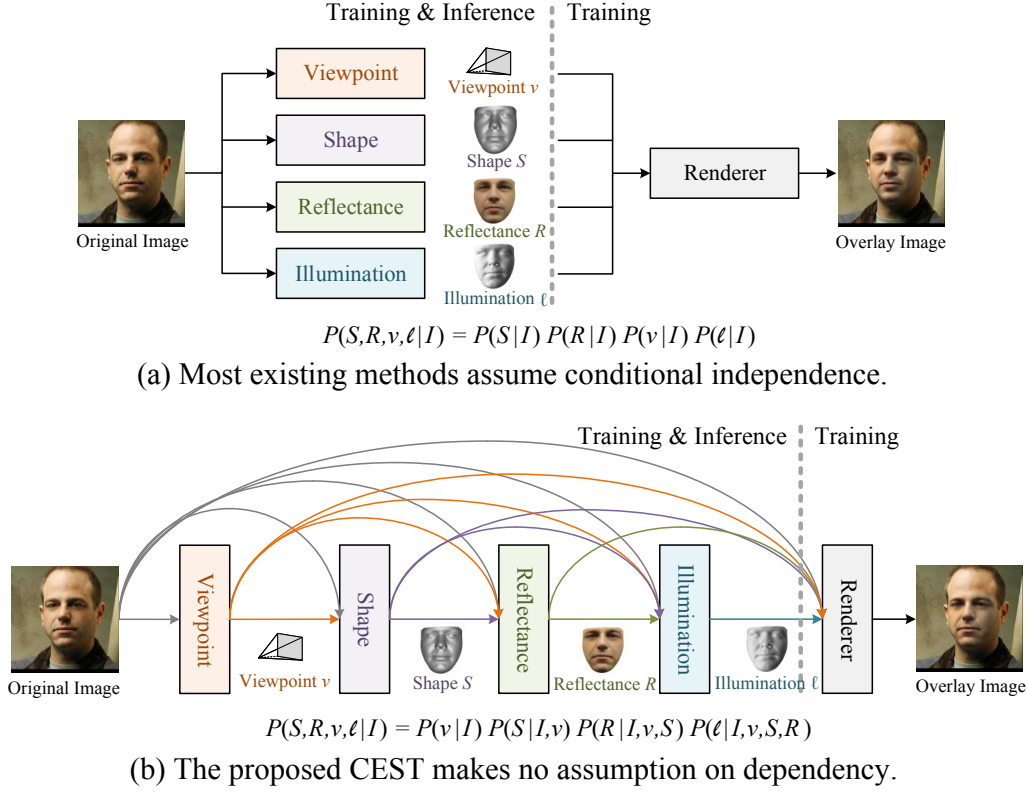 Training & Inference
Training
Viewpoint
Viewpoint v
Shape
Shape S
Original Image
Reflectance
Reflectance R
Renderer
Overlay Image
Illumination
Illumination ℓ
P(S,R,v,ℓ|I) = P(S|I) P(R|I) P(v|I) P(ℓ|I)
(a) Most existing methods assume conditional independence.
Training & Inference
Training
Original Image
Viewpoint
Viewpoint v
Shape
Shape S
Reflectance
Reflectance R
Illumination
Illumination ℓ
Renderer
Overlay Image
P(S,R,v,ℓ|I) = P(v|I) P(S|I,v) P(R|I,v,S) P(ℓ|I,v,S,R)
(b) The proposed CEST makes no assumption on dependency.